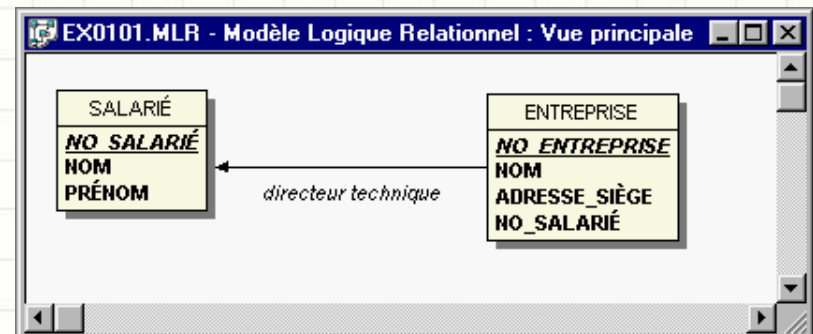 EX0101.MLR - Modèle Logique Relationnel : Vue principale
SALARIÉ
NO_SALARIÉ
NOM
PRÉNOM
directeur technique
ENTREPRISE
NO_ENTREPRISE
NOM
ADRESSE_SIÈGE
NO_SALARIÉ